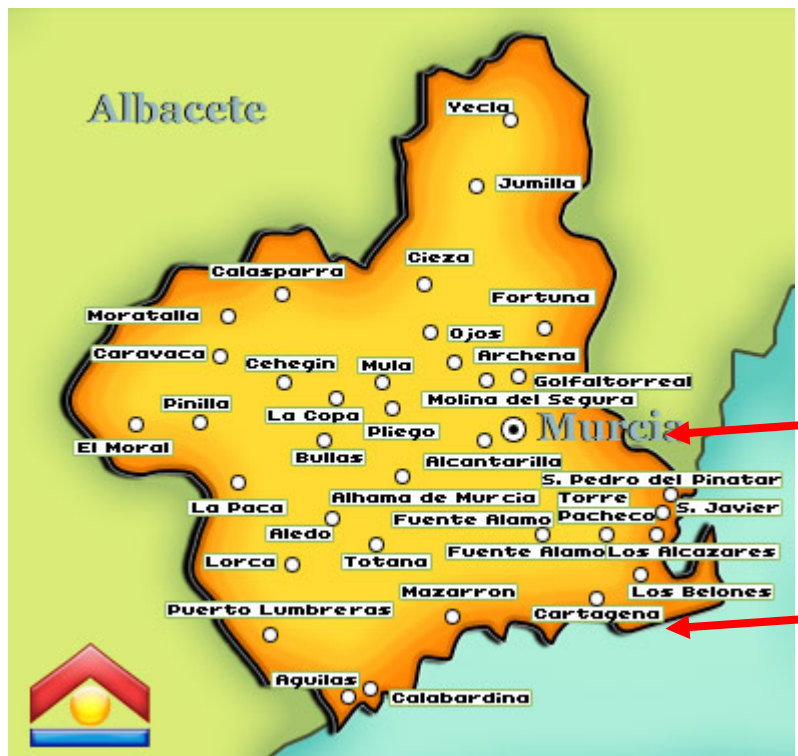 Albacete
Yecla
Jumilla
Cieza
Calasparra
Fortuna
Moratalla
Ojos
Caravaca
Archena
Cehegin
Mula
Golfaltorreal
Pinilla
La Copa
Molina del Segura
Murcia
Pliego
El Moral
Bullas
Alcantarilla
S. Pedro del Pinatar
La Paca
Alhama de Murcia
Torre
Pacheco
S. Javier
Fuente Alamo
Aledo
Fuente Alamo
Los Alcazares
Lorca
Totana
Mazarron
Los Belones
Puerto Lumbreras
Cartagena
Aguilas
Calabardina